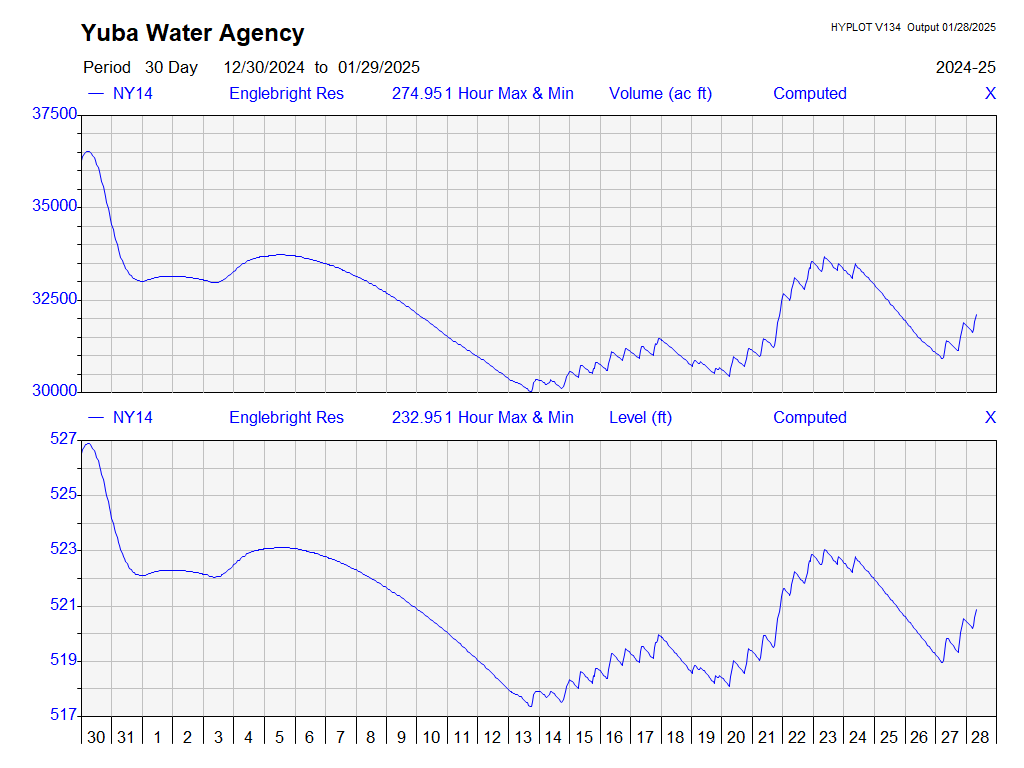 Yuba Water Agency
HYPLOT V134 Output 01/28/2025
Period 30 Day 12/30/2024 to 01/29/2025
2024-25
NY14 Englebright Res 274.951 Hour Max & Min Volume (ac ft) Computed X
37500
35000
32500
30000
NY14 Englebright Res 232.951 Hour Max & Min Level (ft) Computed X
527
525
523
521
519
517
30 31 1 2 3 4 5 6 7 8 9 10 11 12 13 14 15 16 17 18 19 20 21 22 23 24 25 26 27 28